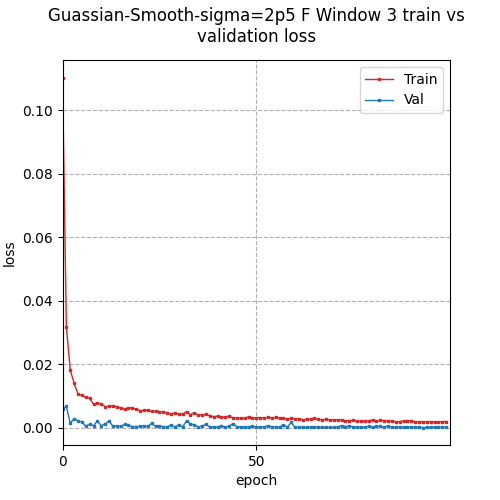 Guassian-Smooth-sigma=2p5 F Window 3 train vs
validation loss
Train
Val
0.10
0.08
0.06
0.04
0.02
0.00
loss
0
50
epoch